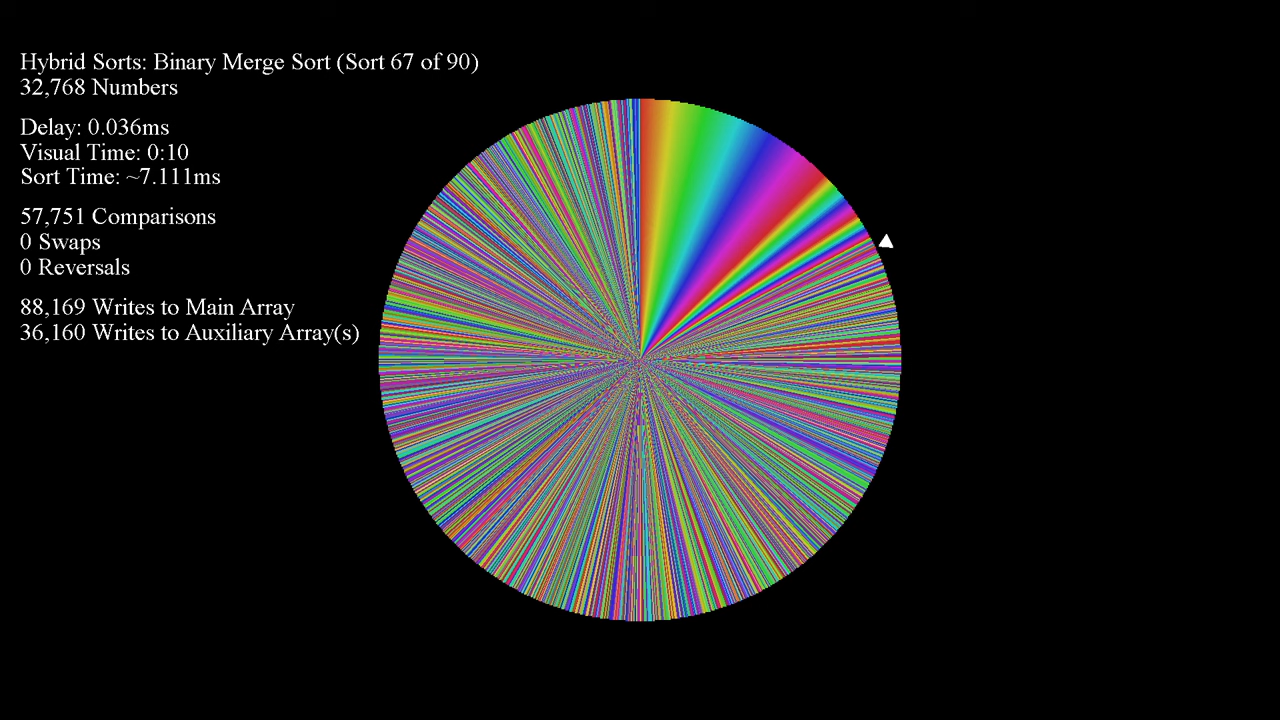 Hybrid Sorts: Binary Merge Sort (Sort 67 of 90)
32,768 Numbers
Delay: 0.036ms
Visual Time: 0:10
Sort Time: ~7.111ms
57,751 Comparisons
0 Swaps
0 Reversals
88,169 Writes to Main Array
36,160 Writes to Auxiliary Array(s)